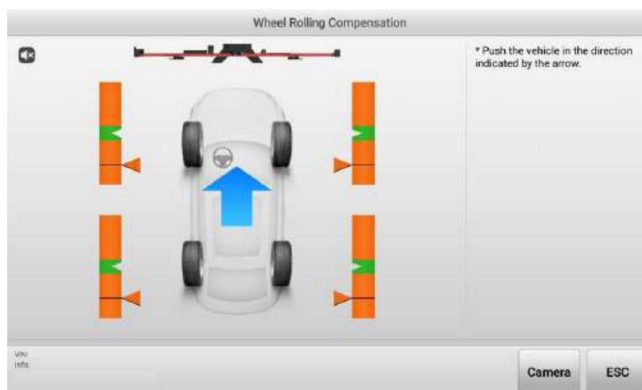 Wheel Rolling Compensation
* Push the vehicle in the direction
indicated by the arrow.
VIN:
Info:
Camera
ESC